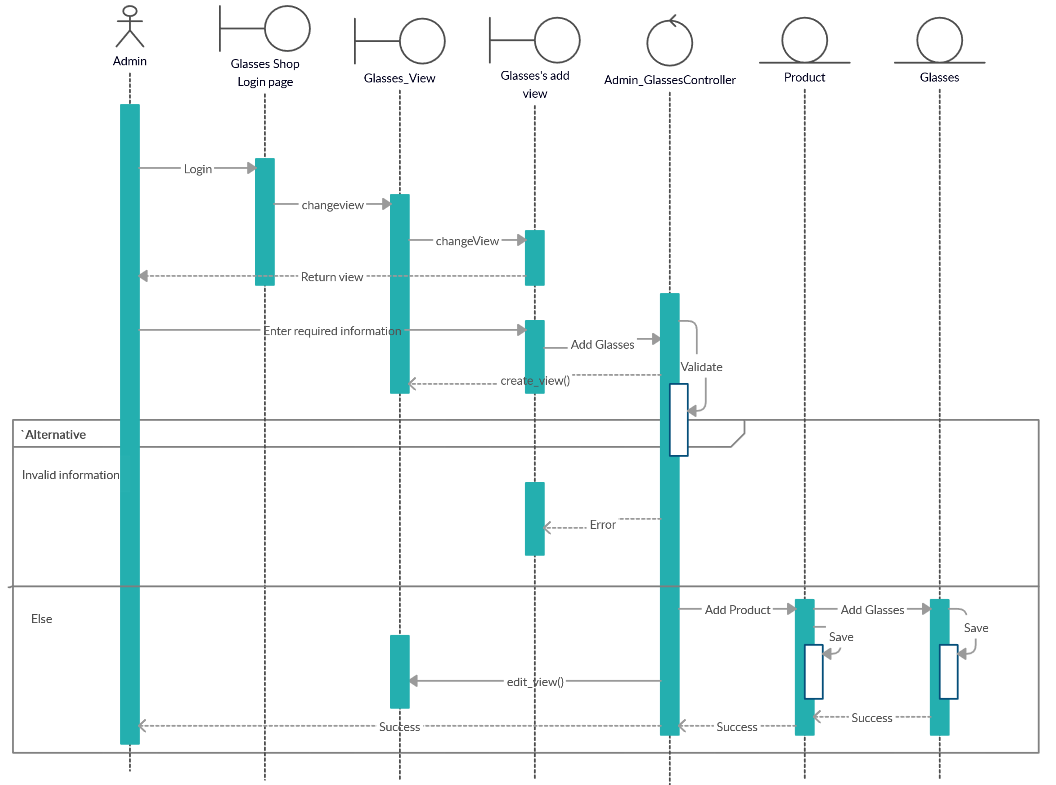 Admin
Glasses Shop
Login page
Glasses_View
Glasses's add
view
Admin_GlassesController
Product
Glasses
Login
changeview
changeView
Return view
Enter required information
Add Glasses
Validate
create_view()
`Alternative
Invalid information
Error
Else
Add Product
Add Glasses
Save
Save
edit_view()
Success
Success
Success